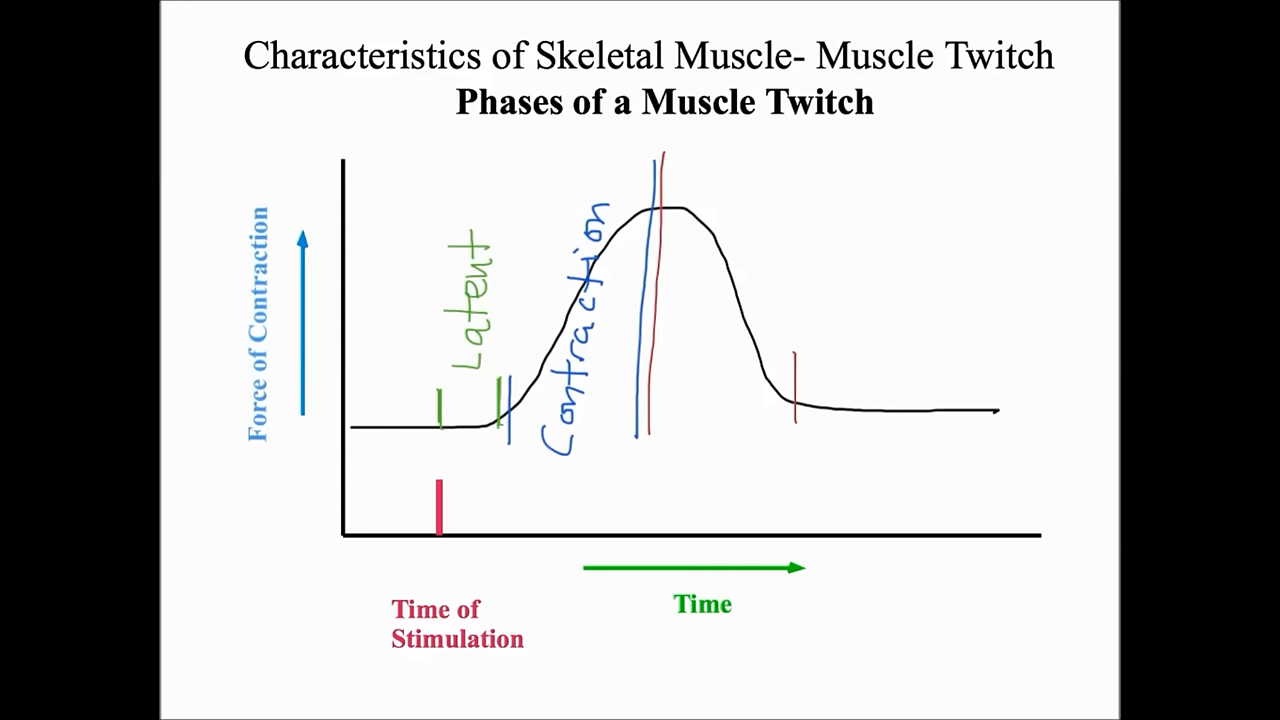 Characteristics of Skeletal Muscle- Muscle Twitch
Phases of a Muscle Twitch
Force of Contraction
Latent
Contraction
Time of
Stimulation
Time